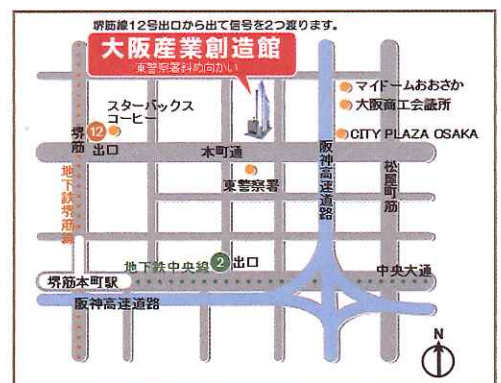 堺筋線12号出口から出て信号を2つ渡ります。
大阪産業創造館
東警察署斜め向かい
マイドームおおさか
大阪商工会議所
CITY PLAZA OSAKA
スターバックス
コーヒー
堺筋
12
出口
本町通
東警察署
阪神高速道路
松屋町筋
地下鉄堺筋線
地下鉄中央線
2
出口
中央大通
堺筋本町駅
阪神高速道路
N